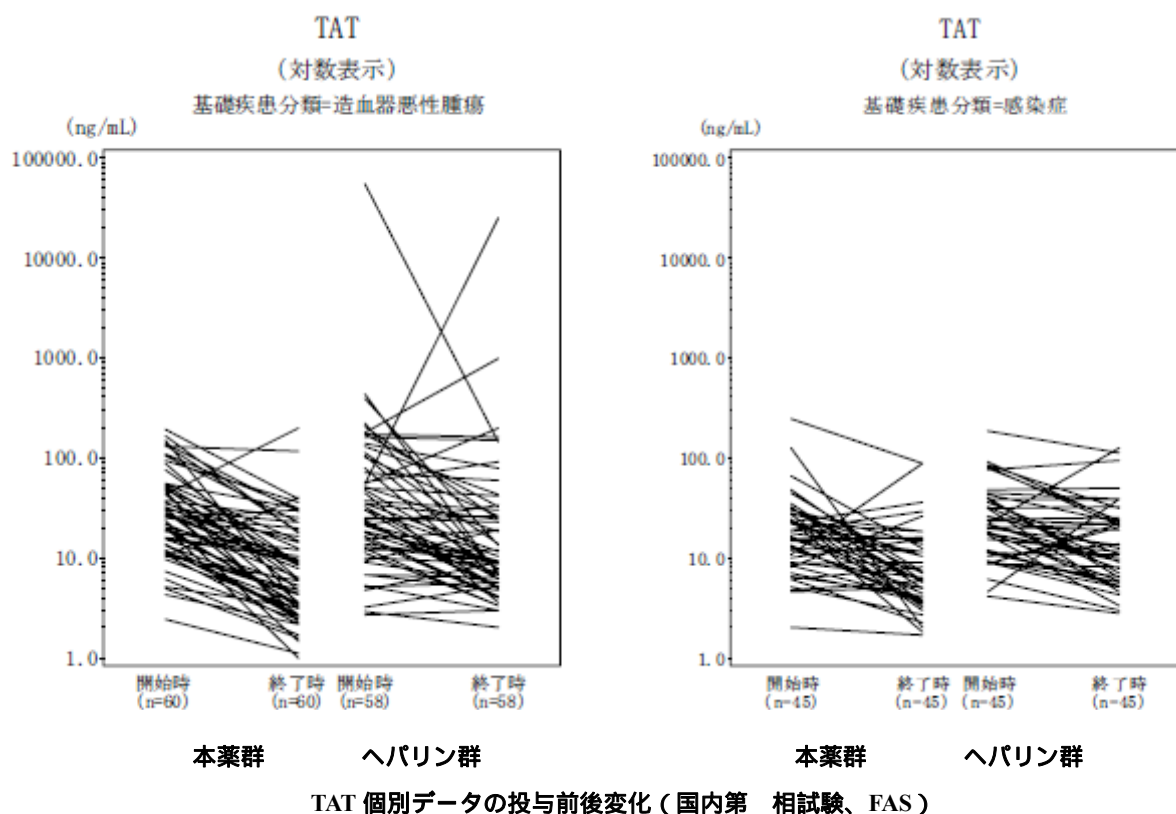 TAT
(対数表示)
基礎疾患分類=造血器悪性腫瘍
(ng/mL)
100000.0
10000.0
1000.0
100.0
10.0
1.0
開始時 終了時 開始時 終了時
(n=60) (n=60) (n=58) (n=58)
本薬群 ヘパリン群
TAT
(対数表示)
基礎疾患分類=感染症
(ng/mL)
100000.0
10000.0
1000.0
100.0
10.0
1.0
開始時 終了時 開始時 終了時
(n=45) (n=45) (n=45) (n=45)
本薬群 ヘパリン群
TAT 個別データの投与前後変化（国内第 相試験、FAS）